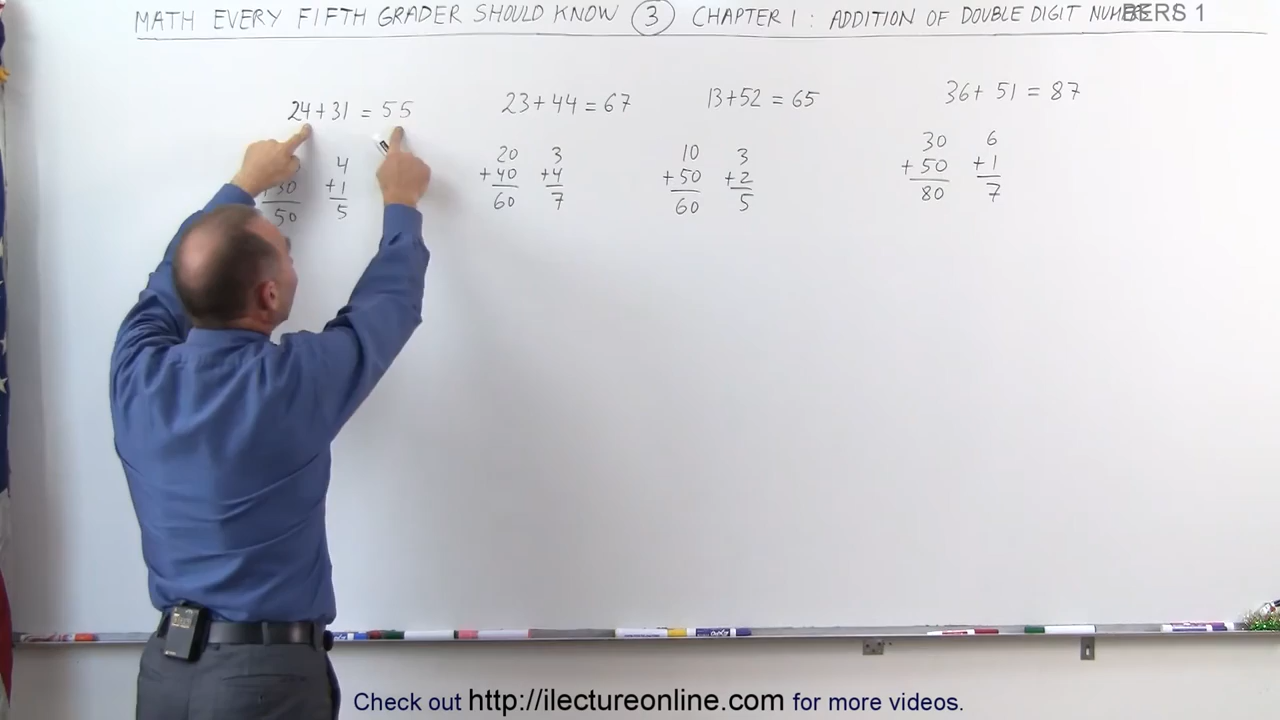 MATH EVERY FIFTH GRADER SHOULD KNOW 3 CHAPTER 1 : ADDITION OF DOUBLE DIGIT NUMBERS 1
24+31 = 55
4
+1
5
50
23+44 = 67
20 3
+40 +4
60 7
13+52 = 65
10 3
+50 +2
60 5
36+ 51 = 87
30 6
+50 +1
80 7
Check out http://ilectureonline.com for more videos.